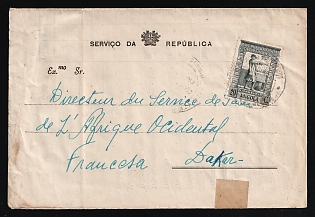 SERVIÇO DA REPÚBLICA
Ex.mo Sr.
Directeur du Service de
de L'Afrique Occidental
Francesa Dakar